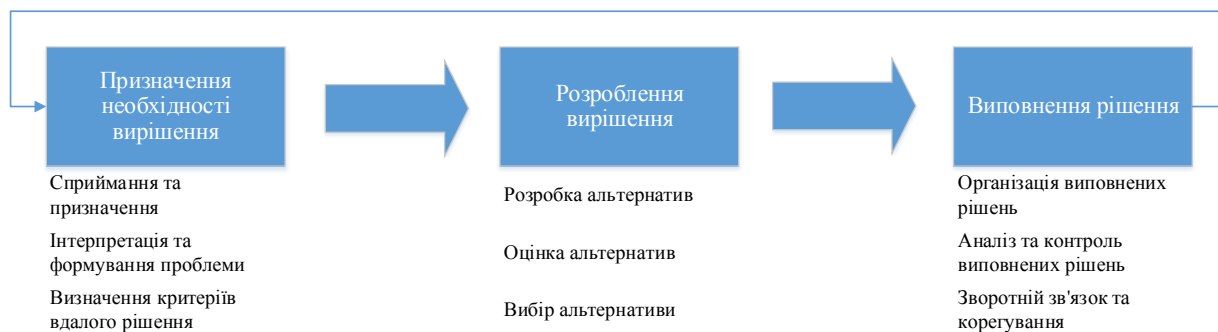 Призначення
необхідності
вирішення
Розроблення
вирішення
Виповнення рішення
Сприймання та
призначення
Інтерпретація та
формування проблеми
Визначення критеріїв
вдалого рішення
Розробка альтернатив
Оцінка альтернатив
Вибір альтернативи
Організація виповнених
рішень
Аналіз та контроль
виповнених рішень
Зворотній зв'язок та
корегування